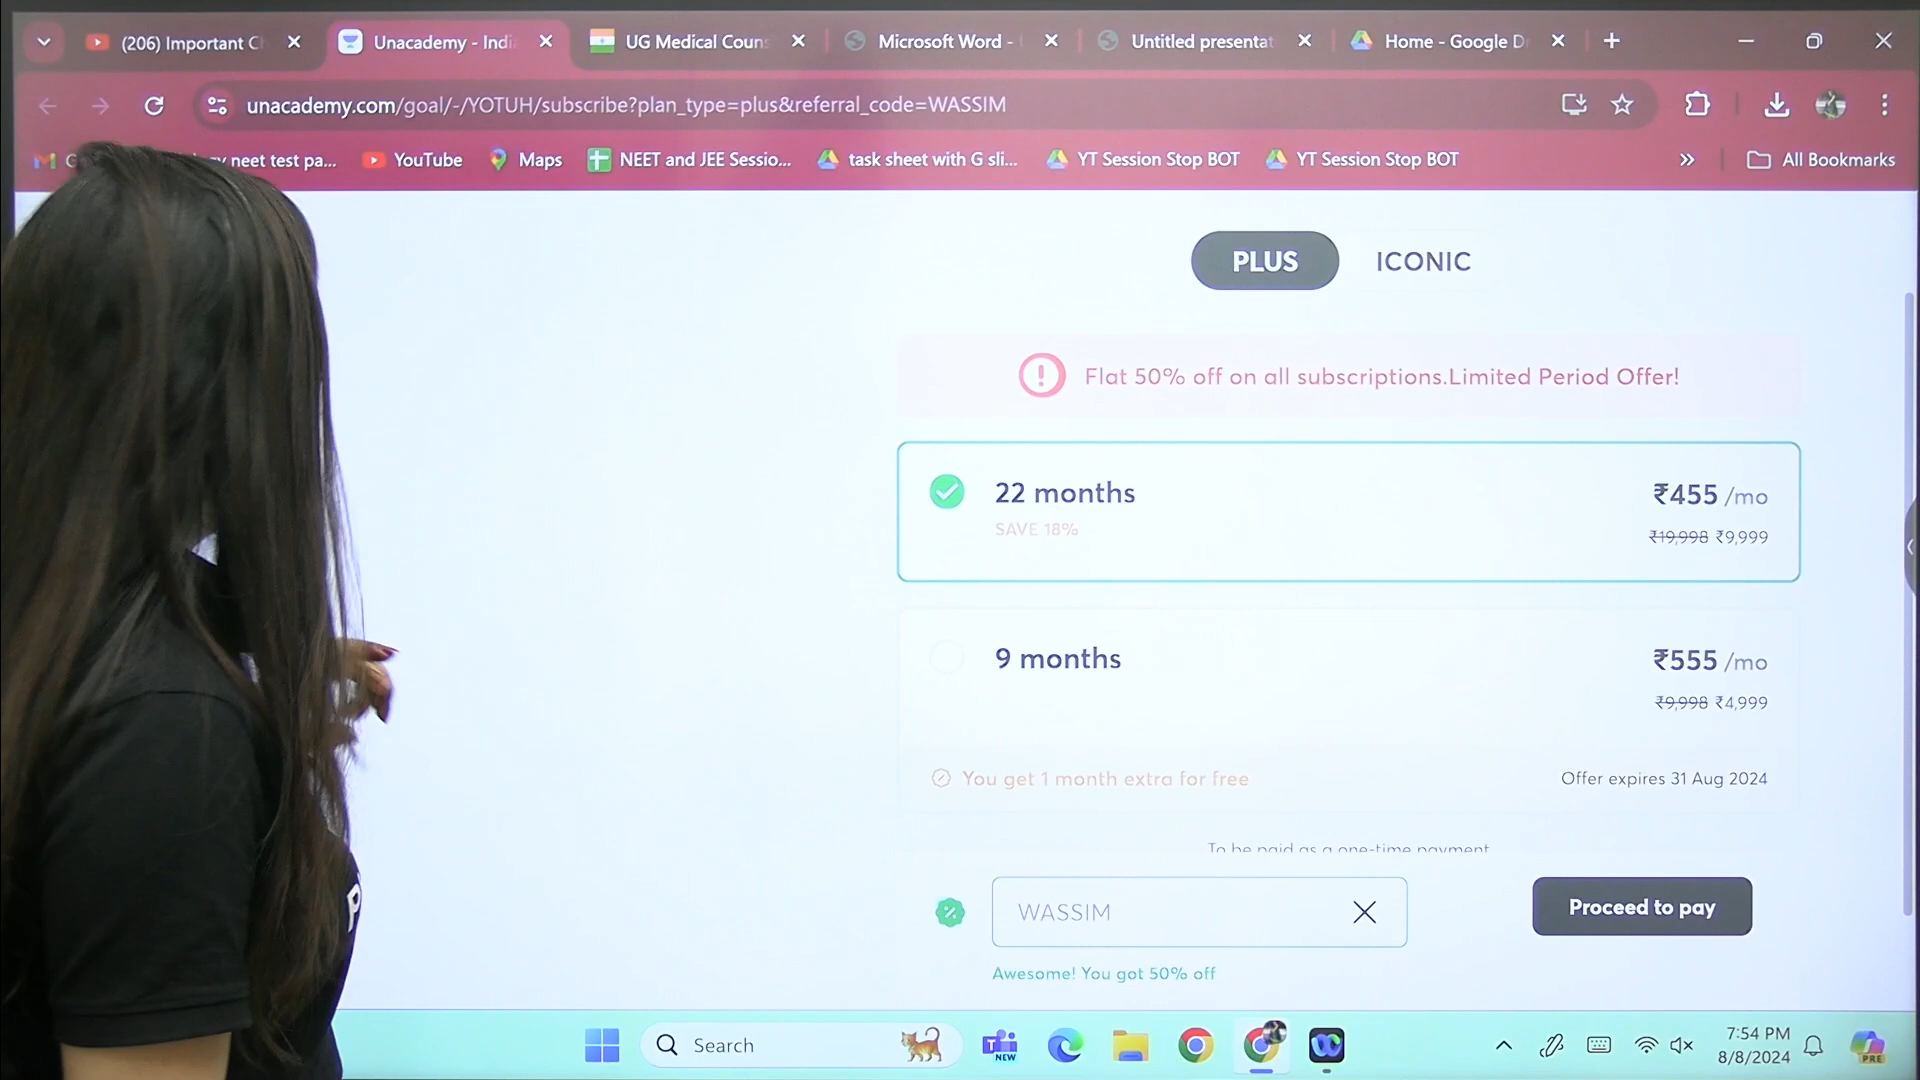 (206) Important C
Unacademy - Indi
UG Medical Couns
Microsoft Word -
Untitled presentat
Home - Google Dr
unacademy.com/goal/-/YOTUH/subscribe?plan_type=plus&referral_code=WASSIM
neet test pa...
YouTube
Maps
NEET and JEE Sessio...
task sheet with G sli...
YT Session Stop BOT
YT Session Stop BOT
All Bookmarks
PLUS
ICONIC
Flat 50% off on all subscriptions.Limited Period Offer!
22 months
₹455 /mo
SAVE 18%
₹19,998 ₹9,999
9 months
₹555 /mo
₹9,998 ₹4,999
You get 1 month extra for free
Offer expires 31 Aug 2024
To be paid as a one-time payment
WASSIM
Proceed to pay
Awesome! You got 50% off
Search
NEW
7:54 PM
8/8/2024
PRE